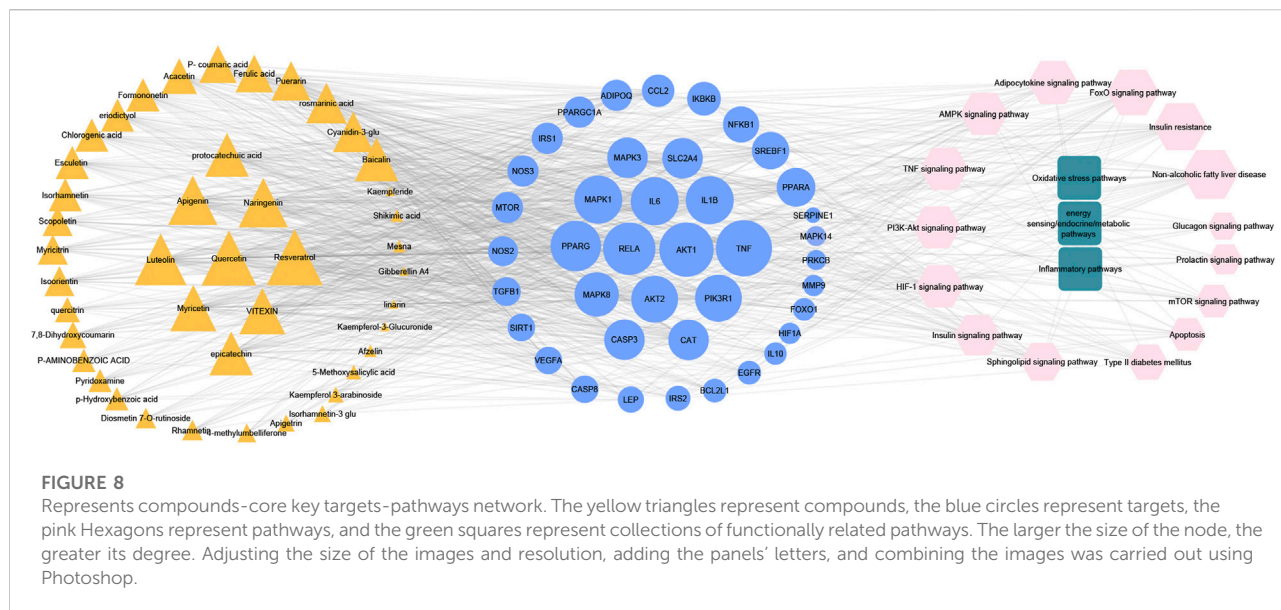 P- coumaric acid
Acacetin
Ferulic acid
Formononetin
Puerarin
eriodictyol
rosmarinic acid
Chlorogenic acid
Cyanidin-3-glu
Esculetin
protocatechuic acid
Baicalin
Isorhamnetin
Kaempferide
Scopoletin
Apigenin
Naringenin
Shikimic acid
Myricitrin
Mesna
Isoorientin
Luteolin
Quercetin
Resveratrol
Gibberellin A4
quercitrin
Myricetin
VITEXIN
linarin
7,8-Dihydroxycoumarin
Kaempferol-3-Glucuronide
P-AMINOBENZOIC ACID
epicatechin
Afzelin
Pyridoxamine
5-Methoxysalicylic acid
p-Hydroxybenzoic acid
Kaempferol 3-arabinoside
Diosmetin 7-O-rutinoside
Isorhamnetin-3 glu
Rhamnetin
4-methylumbelliferone
Apigetrin
ADIPOQ
CCL2
IKBKB
PPARGC1A
NFKB1
IRS1
SREBF1
NOS3
MAPK3
SLC2A4
PPARA
MTOR
MAPK1
IL6
IL1B
SERPINE1
MAPK14
NOS2
PPARG
RELA
AKT1
TNF
PRKCB
TGFB1
MAPK8
AKT2
PIK3R1
MMP9
FOXO1
SIRT1
CASP3
CAT
HIF1A
VEGFA
IL10
CASP8
EGFR
LEP
IRS2
BCL2L1
Adipocytokine signaling pathway
FoxO signaling pathway
AMPK signaling pathway
Insulin resistance
TNF signaling pathway
Oxidative stress pathways
Non-alcoholic fatty liver disease
PI3K-Akt signaling pathway
energy
sensing/endocrine/metabolic
pathways
Glucagon signaling pathway
Inflammatory pathways
Prolactin signaling pathway
HIF-1 signaling pathway
mTOR signaling pathway
Insulin signaling pathway
Apoptosis
Sphingolipid signaling pathway
Type II diabetes mellitus
FIGURE 8
Represents compounds-core key targets-pathways network. The yellow triangles represent compounds, the blue circles represent targets, the
pink Hexagons represent pathways, and the green squares represent collections of functionally related pathways. The larger the size of the node, the
greater its degree. Adjusting the size of the images and resolution, adding the panels' letters, and combining the images was carried out using
Photoshop.